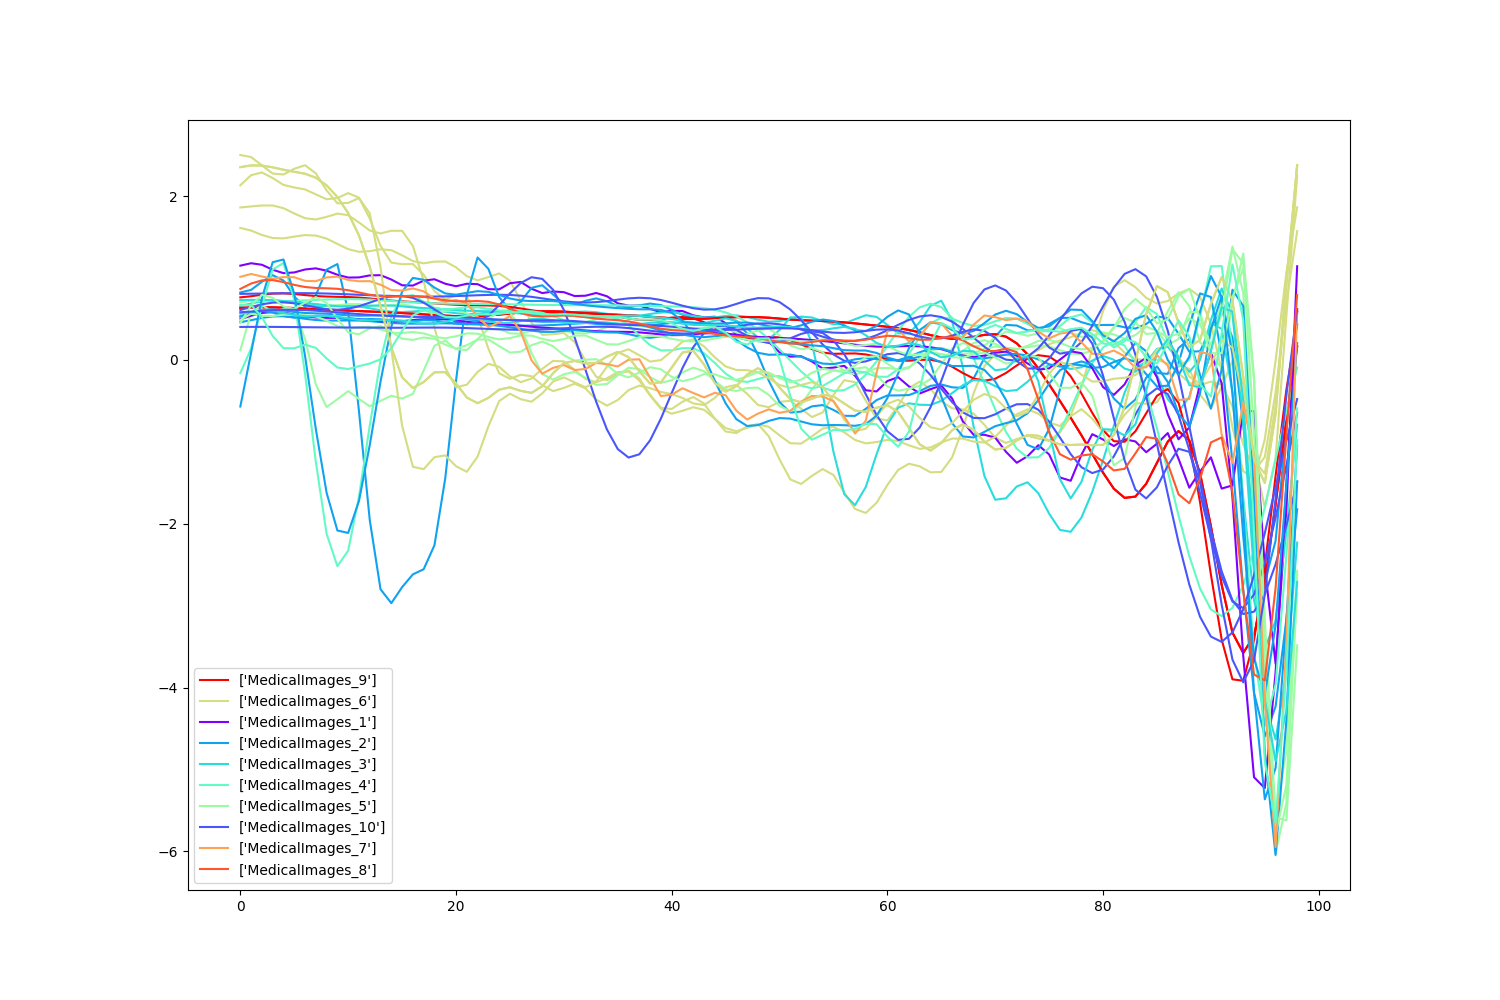 2
0
−2
−4
−6
['MedicalImages_9']
['MedicalImages_6']
['MedicalImages_1']
['MedicalImages_2']
['MedicalImages_3']
['MedicalImages_4']
['MedicalImages_5']
['MedicalImages_10']
['MedicalImages_7']
['MedicalImages_8']
0 20 40 60 80 100